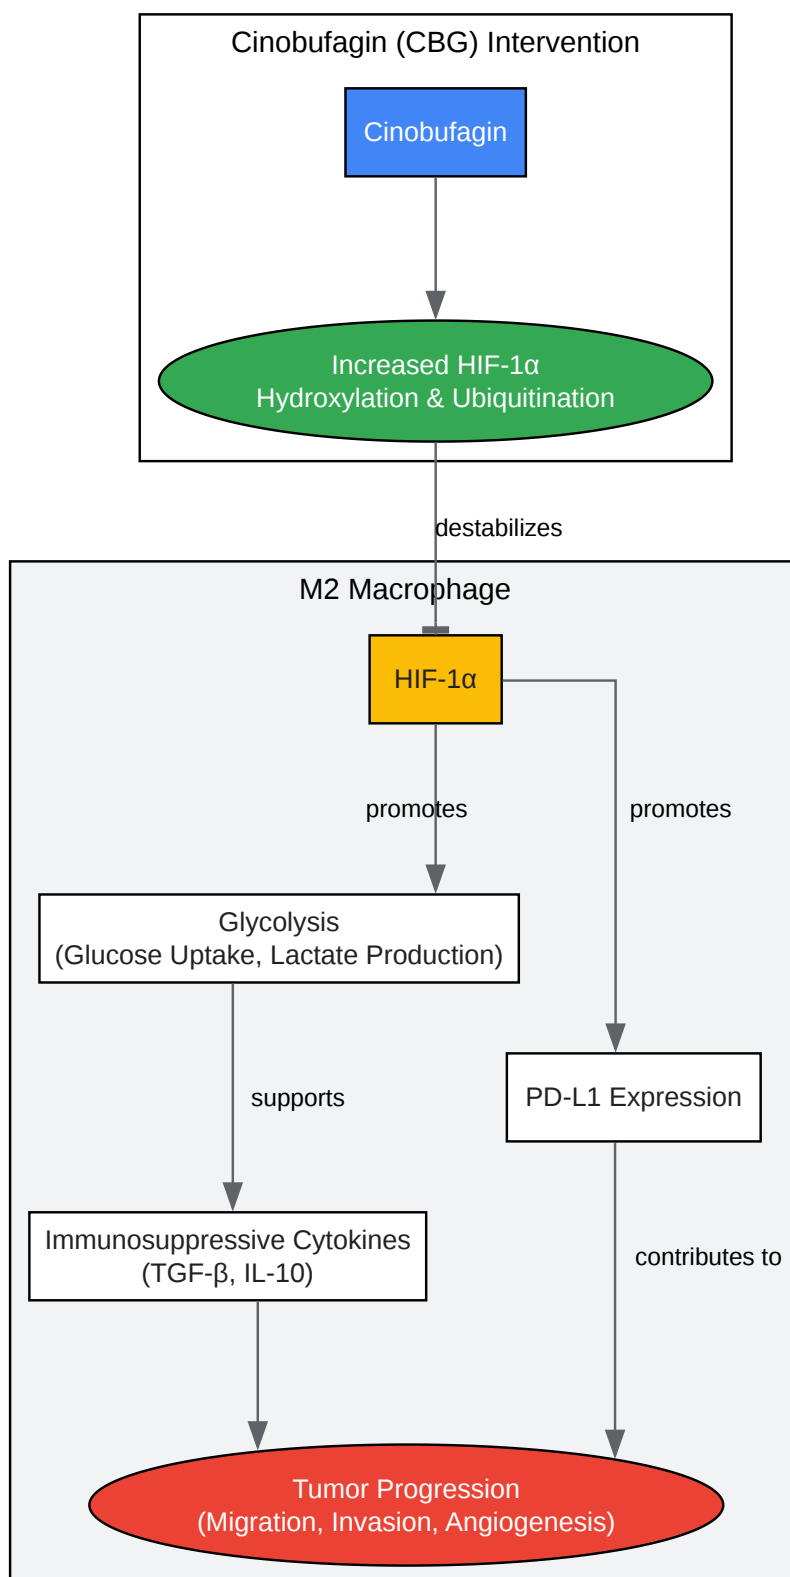 Cinobufagin (CBG) Intervention
Cinobufagin
Increased HIF-1α
Hydroxylation & Ubiquitination
destabilizes
M2 Macrophage
HIF-1α
promotes
promotes
Glycolysis
(Glucose Uptake, Lactate Production)
PD-L1 Expression
supports
Immunosuppressive Cytokines
(TGF-β, IL-10)
contributes to
Tumor Progression
(Migration, Invasion, Angiogenesis)